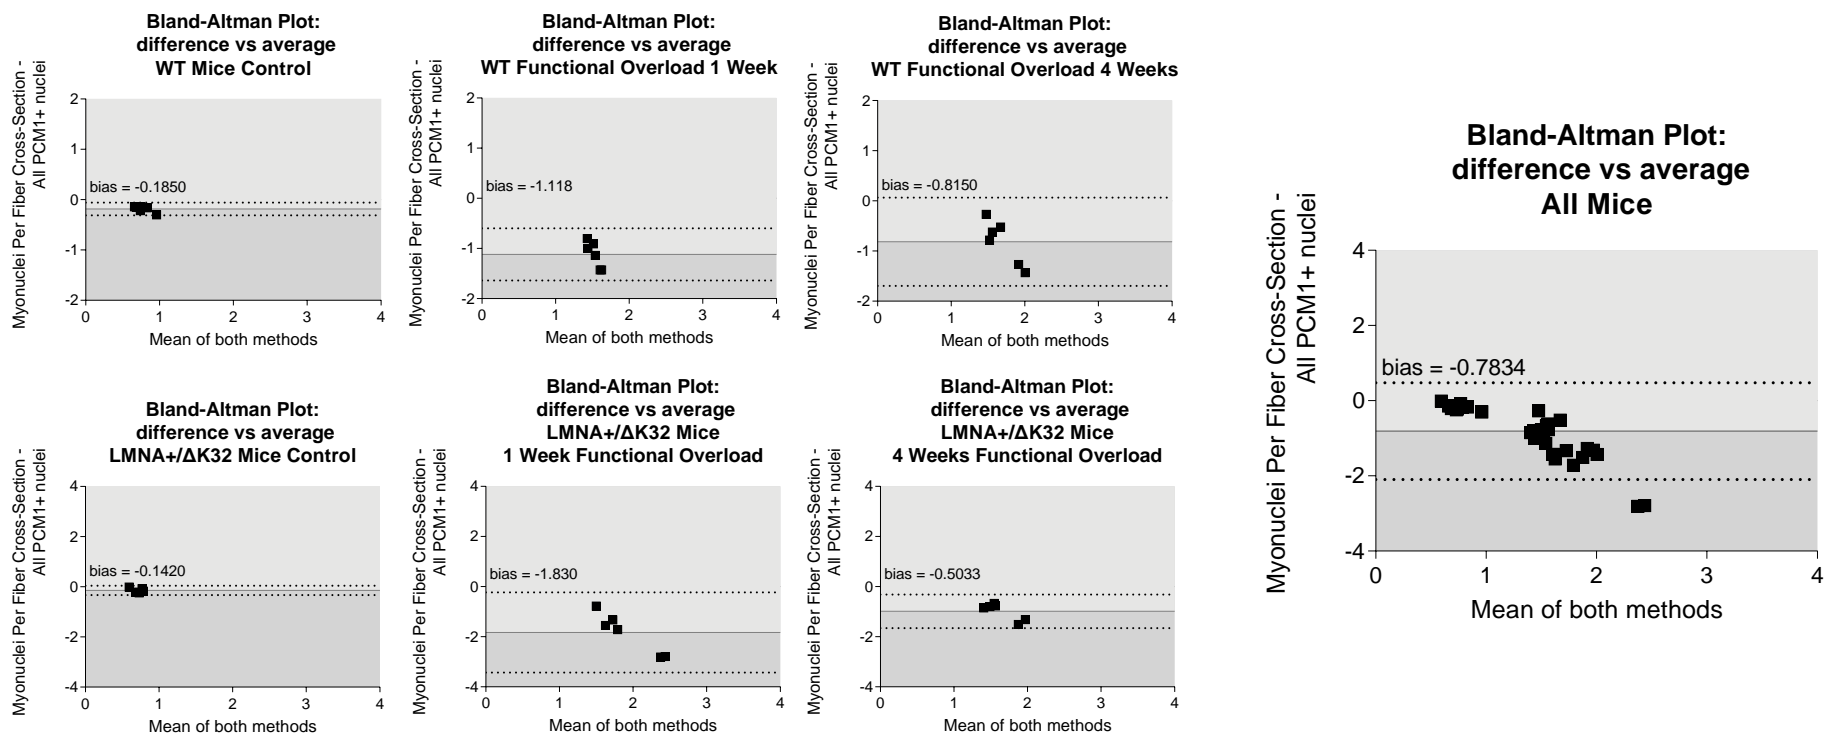 Bland-Altman Plot:
difference vs average
WT Mice Control
Myonuclei Per Fiber Cross-Section -
All PCM1+ nuclei
2
1
0
-1
-2
bias = -0.1850
0
1
2
3
4
Mean of both methods
Bland-Altman Plot:
difference vs average
WT Functional Overload 1 Week
Myonuclei Per Fiber Cross-Section -
All PCM1+ nuclei
2
1
0
-1
-2
bias = -1.118
0
1
2
3
4
Mean of both methods
Bland-Altman Plot:
difference vs average
WT Functional Overload 4 Weeks
Myonuclei Per Fiber Cross-Section -
All PCM1+ nuclei
2
1
0
-1
-2
bias = -0.8150
0
1
2
3
4
Mean of both methods
Bland-Altman Plot:
difference vs average
LMNA+/ΔK32 Mice Control
Myonuclei Per Fiber Cross-Section -
All PCM1+ nuclei
4
2
0
-2
-4
bias = -0.1420
0
1
2
3
4
Mean of both methods
Bland-Altman Plot:
difference vs average
LMNA+/ΔK32 Mice
1 Week Functional Overload
Myonuclei Per Fiber Cross-Section -
All PCM1+ nuclei
4
2
0
-2
-4
bias = -1.830
0
1
2
3
4
Mean of both methods
Bland-Altman Plot:
difference vs average
LMNA+/ΔK32 Mice
4 Weeks Functional Overload
Myonuclei Per Fiber Cross-Section -
All PCM1+ nuclei
4
2
0
-2
-4
bias = -0.5033
0
1
2
3
4
Mean of both methods
Bland-Altman Plot:
difference vs average
All Mice
Myonuclei Per Fiber Cross-Section -
All PCM1+ nuclei
4
2
0
-2
-4
bias = -0.7834
0
1
2
3
4
Mean of both methods